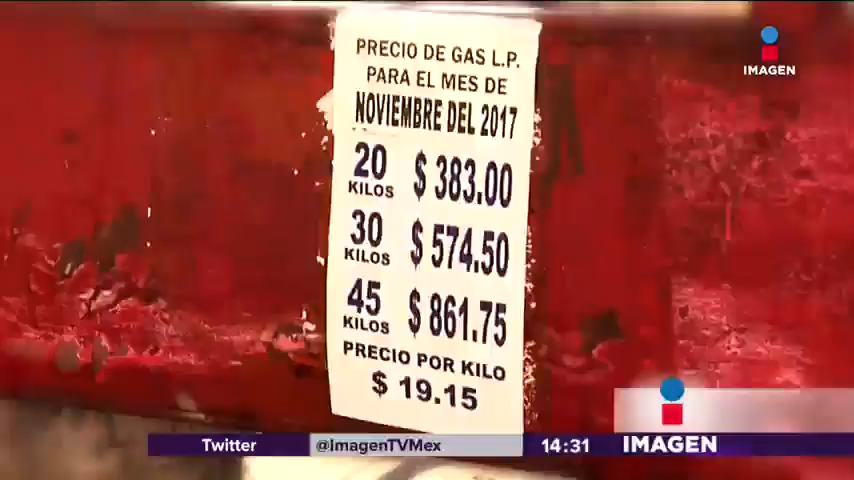 PRECIO DE GAS L.P.
PARA EL MES DE
NOVIEMBRE DEL 2017
20 KILOS $ 383.00
30 KILOS $ 574.50
45 KILOS $ 861.75
PRECIO POR KILO
$ 19.15
IMAGEN
Twitter @ImagenTVMex 14:31 IMAGEN